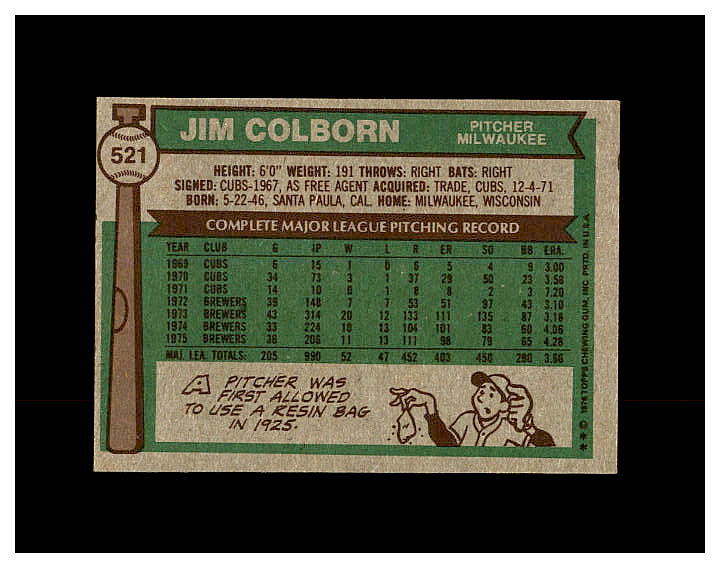 521
JIM COLBORN
PITCHER
MILWAUKEE
HEIGHT: 6'0" WEIGHT: 191 THROWS: RIGHT BATS: RIGHT
SIGNED: CUBS-1967, AS FREE AGENT ACQUIRED: TRADE, CUBS, 12-4-71
BORN: 5-22-46, SANTA PAULA, CAL. HOME: MILWAUKEE, WISCONSIN
COMPLETE MAJOR LEAGUE PITCHING RECORD
YEAR CLUB G IP W L R ER SO BB ERA.
1969 CUBS 6 15 1 0 6 5 4 9 3.00
1970 CUBS 34 73 3 1 37 29 50 23 3.58
1971 CUBS 14 10 0 1 8 8 2 3 7.20
1972 BREWERS 39 148 7 7 53 51 97 43 3.10
1973 BREWERS 43 314 20 12 133 111 135 87 3.18
1974 BREWERS 33 224 10 13 104 101 83 60 4.06
1975 BREWERS 36 206 11 13 111 98 79 65 4.28
MAJ. LEA. TOTALS: 205 990 52 47 452 403 450 290 3.66
A PITCHER WAS
FIRST ALLOWED
TO USE A RESIN BAG
IN 1925.
** © 1976 TOPPS CHEWING GUM, INC. PRTD. IN U.S.A.